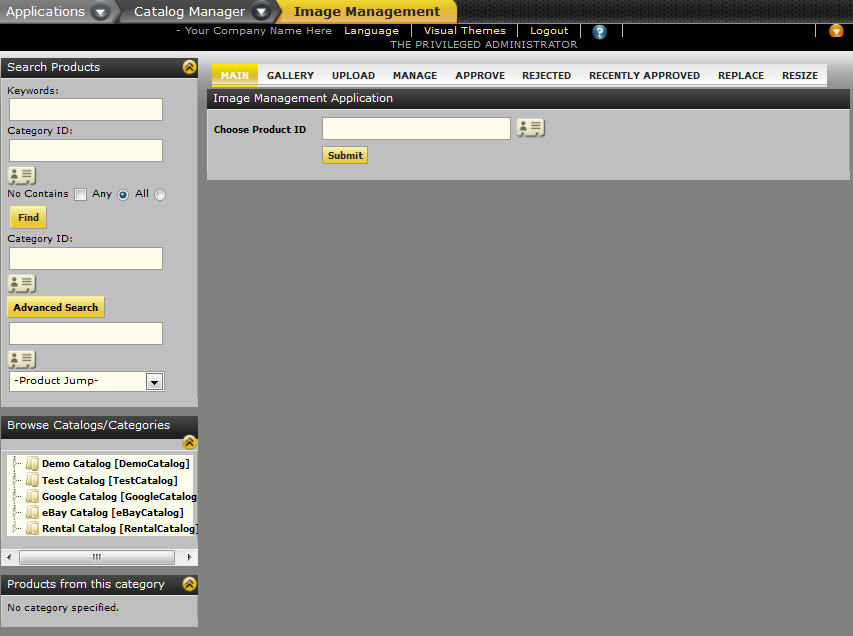 Applications Catalog Manager Image Management
- Your Company Name Here Language Visual Themes Logout ?
THE PRIVILEGED ADMINISTRATOR
Search Products
Keywords:
Category ID:
No Contains Any All
Find
Category ID:
Advanced Search
-Product Jump-
Browse Catalogs/Categories
Demo Catalog [DemoCatalog]
Test Catalog [TestCatalog]
Google Catalog [GoogleCatalog
eBay Catalog [eBayCatalog]
Rental Catalog [RentalCatalog]
Products from this category
No category specified.
MAIN GALLERY UPLOAD MANAGE APPROVE REJECTED RECENTLY APPROVED REPLACE RESIZE
Image Management Application
Choose Product ID
Submit